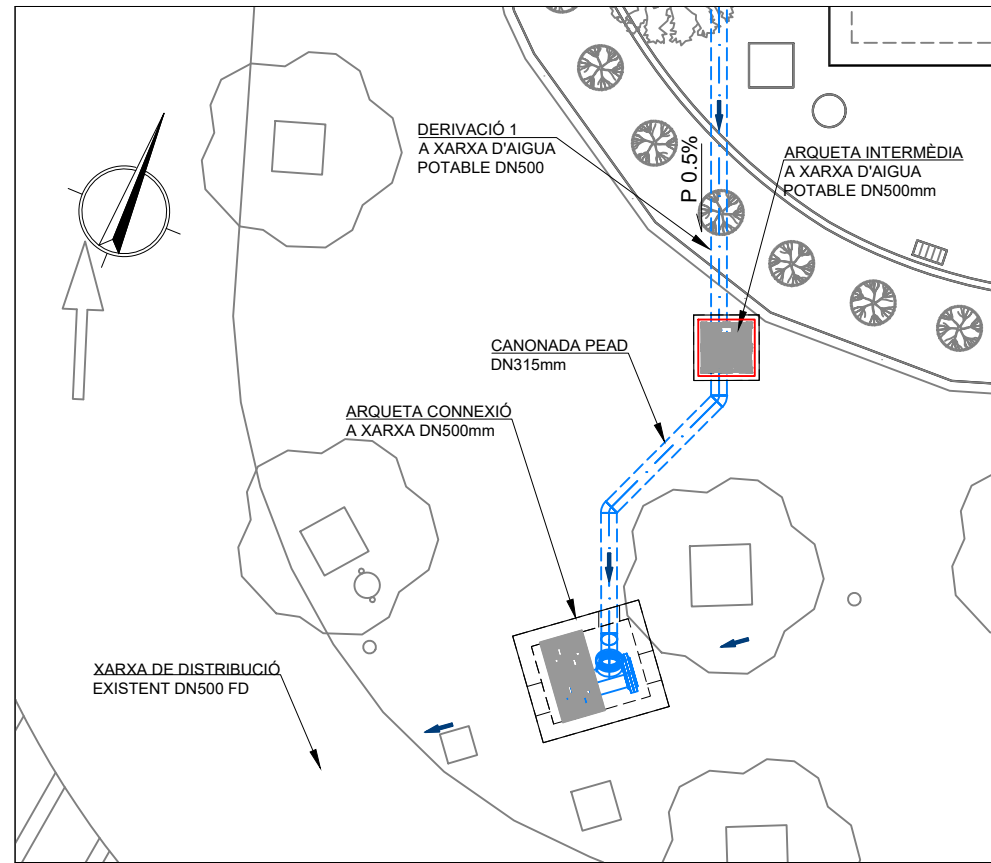 DERIVACIÓ 1
A XARXA D'AIGUA
POTABLE DN500
P 0.5%
ARQUETA INTERMÈDIA
A XARXA D'AIGUA
POTABLE DN500mm
CANONADA PEAD
DN315mm
ARQUETA CONNEXIÓ
A XARXA DN500mm
XARXA DE DISTRIBUCIÓ
EXISTENT DN500 FD